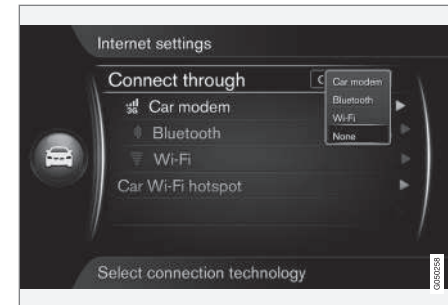 Internet settings
Connect through
Car modem
Bluetooth
Wi-Fi
None
3G Car modem
Bluetooth
Wi-Fi
Car Wi-Fi hotspot
Select connection technology
G050258